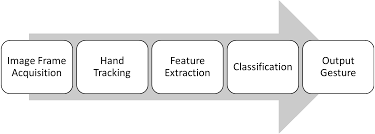 Image Frame
Acquisition
Hand
Tracking
Feature
Extraction
Classification
Output
Gesture